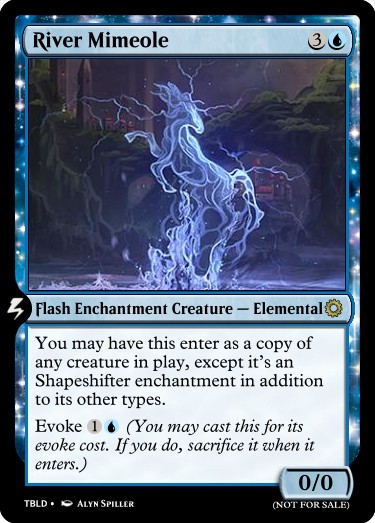 River Mimeole 3
Flash Enchantment Creature — Elemental
You may have this enter as a copy of
any creature in play, except it's an
Shapeshifter enchantment in addition
to its other types.
Evoke 1 (You may cast this for its
evoke cost. If you do, sacrifice it when it
enters.)
0/0
TBLD • Alyn Spiller
(NOT FOR SALE)